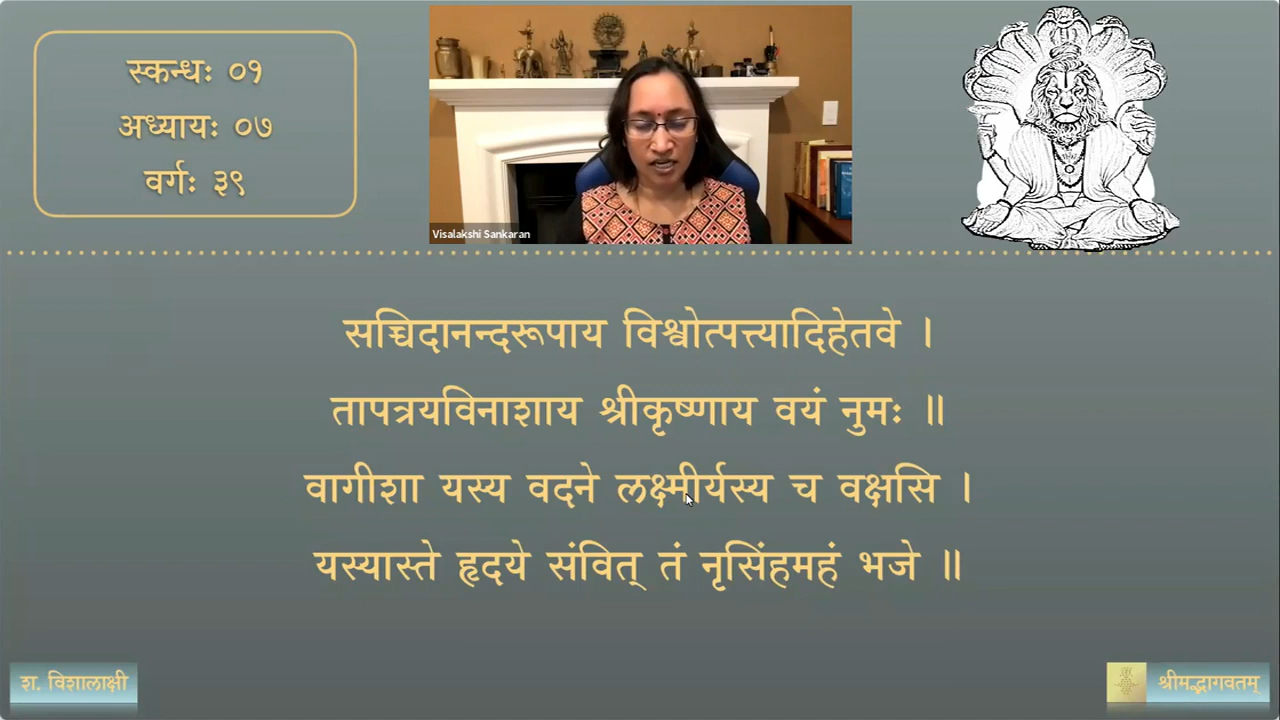 स्कन्धः ०१
अध्यायः ०७
वर्गः ३९
Visalakshi Sankaran
सच्चिदानन्दरूपाय विश्वोत्पत्त्यादिहेतवे ।
तापत्रयविनाशाय श्रीकृष्णाय वयं नुमः ॥
वागीशा यस्य वदने लक्ष्मीर्यस्य च वक्षसि ।
यस्यास्ते हृदये संवित् तं नृसिंहमहं भजे ॥
श. विशालाक्षी
श्रीमद्भागवतम्